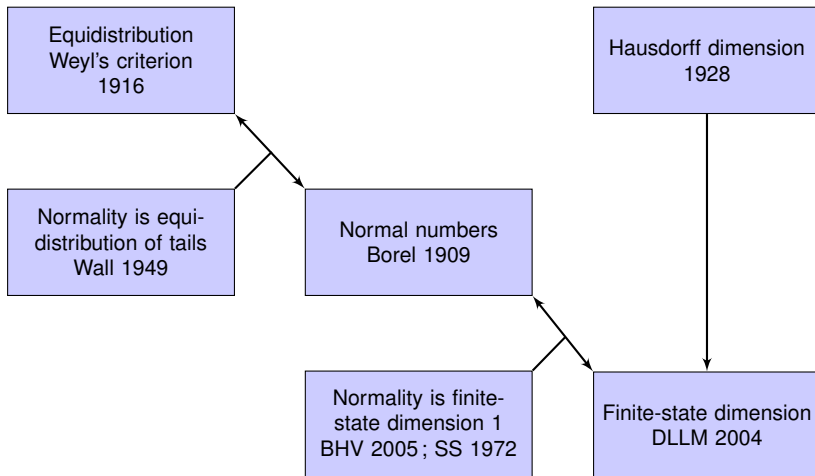 Equidistribution
Weyl's criterion
1916
Hausdorff dimension
1928
Normality is equi-
distribution of tails
Wall 1949
Normal numbers
Borel 1909
Normality is finite-
state dimension 1
BHV 2005 ; SS 1972
Finite-state dimension
DLLM 2004